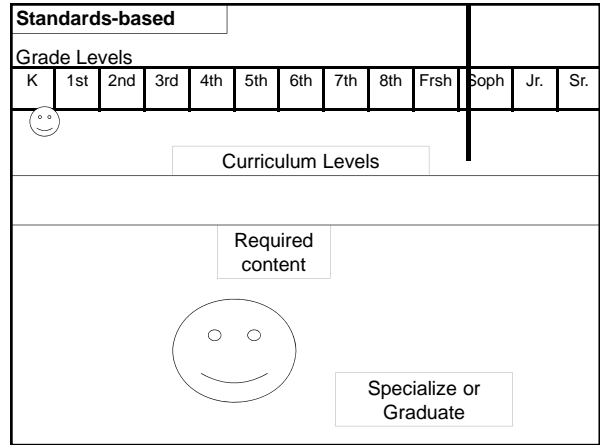 Standards-based
Grade Levels
K 1st 2nd 3rd 4th 5th 6th 7th 8th Frsh Soph Jr. Sr.
Curriculum Levels
Required
content
Specialize or
Graduate